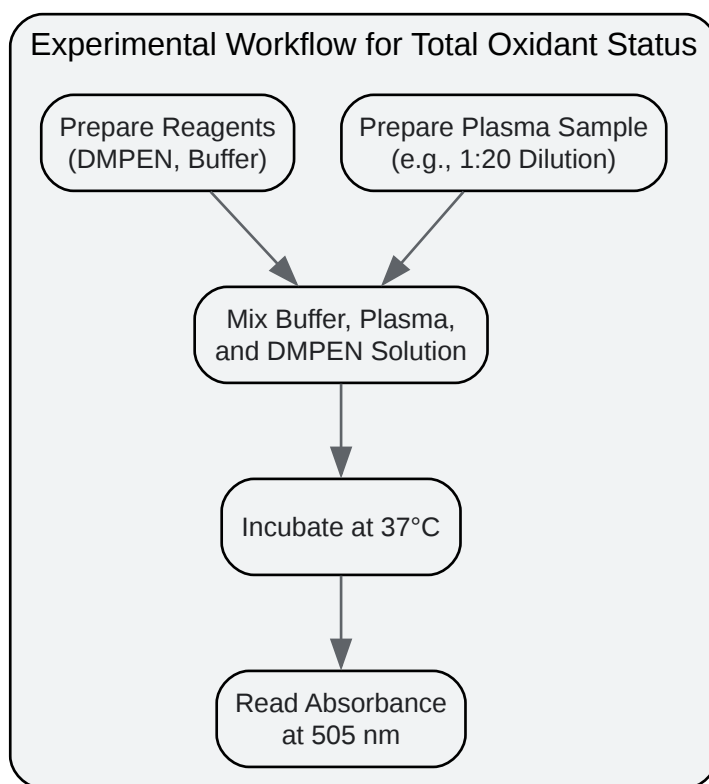 Experimental Workflow for Total Oxidant Status
Prepare Reagents
(DMPEN, Buffer)
Prepare Plasma Sample
(e.g., 1:20 Dilution)
Mix Buffer, Plasma,
and DMPEN Solution
Incubate at 37°C
Read Absorbance
at 505 nm